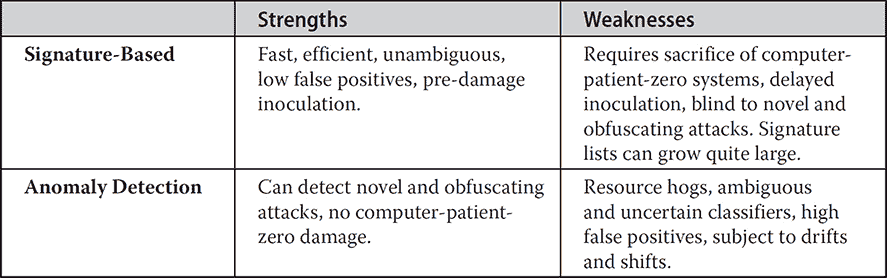 Strengths
Weaknesses
Signature-Based
Fast, efficient, unambiguous,
low false positives, pre-damage
inoculation.
Requires sacrifice of computer-
patient-zero systems, delayed
inoculation, blind to novel and
obfuscating attacks. Signature
lists can grow quite large.
Anomaly Detection
Can detect novel and obfuscating
attacks, no computer-patient-
zero damage.
Resource hogs, ambiguous
and uncertain classifiers, high
false positives, subject to drifts
and shifts.